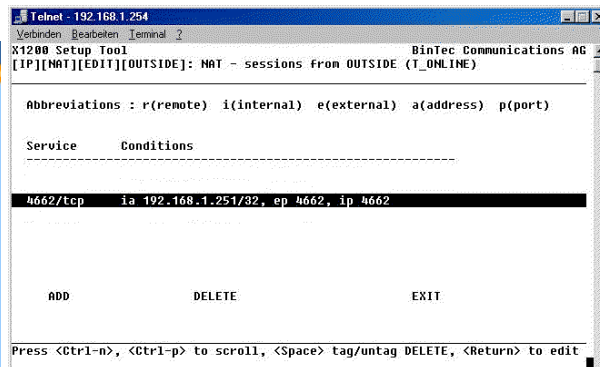 Telnet - 192.168.1.254
Verbinden Bearbeiten Terminal ?
X1200 Setup Tool BinTec Communications AG
[IP][NAT][EDIT][OUTSIDE]: NAT - sessions from OUTSIDE (T_ONLINE)
Abbreviations : r(remote) i(internal) e(external) a(address) p(port)
Service Conditions
4662/tcp ia 192.168.1.251/32, ep 4662, ip 4662
ADD DELETE EXIT
Press <Ctrl-n>, <Ctrl-p> to scroll, <Space> tag/untag DELETE, <Return> to edit